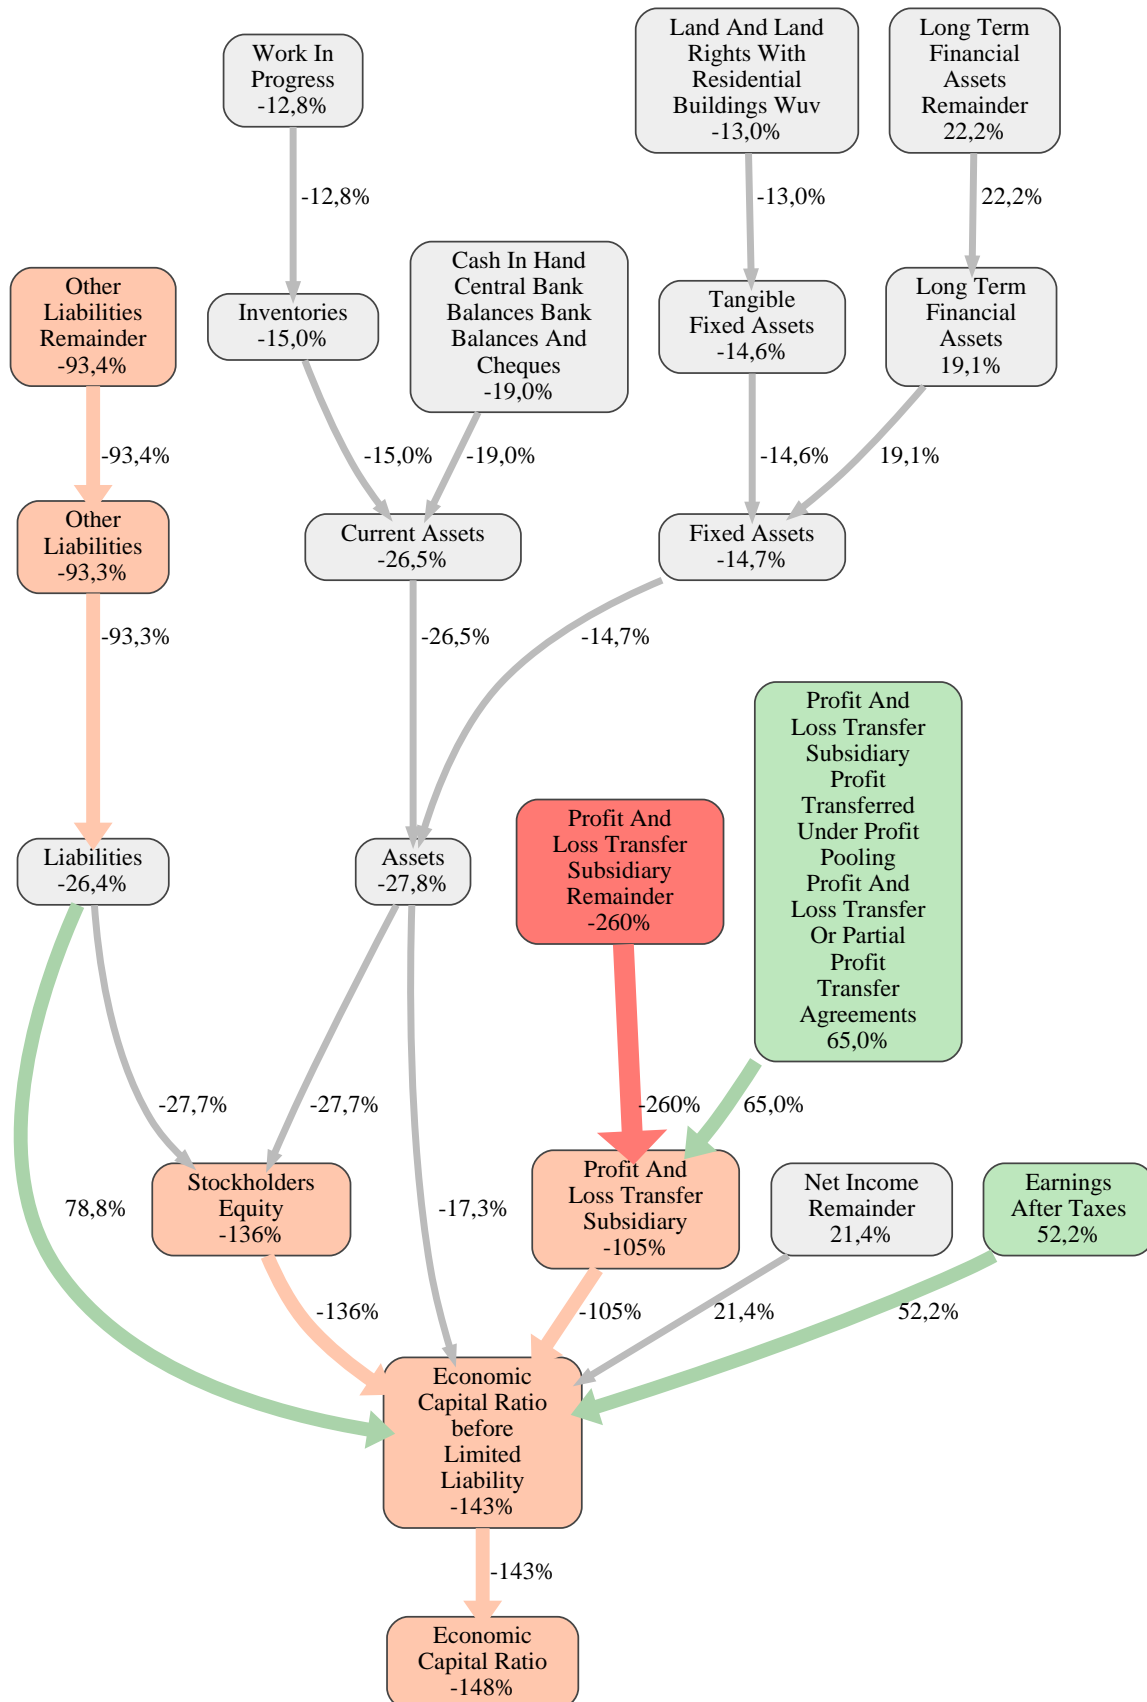 Work In
Progress
-12,8%
Land And Land
Rights With
Residential
Buildings Wuv
-13,0%
Long Term
Financial
Assets
Remainder
22,2%
-12,8%
-13,0%
22,2%
Other
Liabilities
Remainder
-93,4%
Inventories
-15,0%
Cash In Hand
Central Bank
Balances Bank
Balances And
Cheques
-19,0%
Tangible
Fixed Assets
-14,6%
Long Term
Financial
Assets
19,1%
-93,4%
-15,0%
-19,0%
-14,6%
19,1%
Other
Liabilities
-93,3%
Current Assets
-26,5%
Fixed Assets
-14,7%
-93,3%
-26,5%
-14,7%
Profit And
Loss Transfer
Subsidiary
Profit
Transferred
Under Profit
Pooling
Profit And
Loss Transfer
Or Partial
Profit
Transfer
Agreements
65,0%
Liabilities
-26,4%
Assets
-27,8%
Profit And
Loss Transfer
Subsidiary
Remainder
-260%
-27,7%
-27,7%
-260%
65,0%
78,8%
Stockholders
Equity
-136%
-17,3%
Profit And
Loss Transfer
Subsidiary
-105%
Net Income
Remainder
21,4%
Earnings
After Taxes
52,2%
-136%
-105%
21,4%
52,2%
Economic
Capital Ratio
before
Limited
Liability
-143%
-143%
Economic
Capital Ratio
-148%